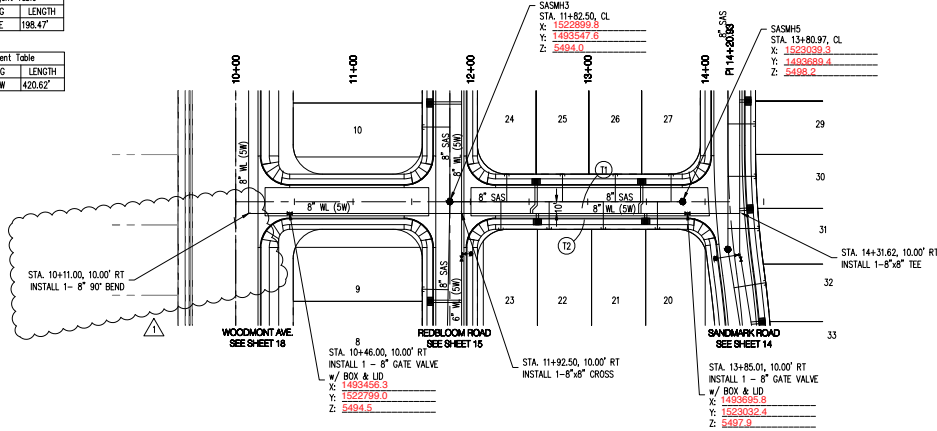 LENGTH
198.47'
ent Table
LENGTH
W 420.62'
SASMH3
STA. 11+82.50, CL
X: 1522899.8
Y: 1493547.6
Z: 5494.0
SASMH5
STA. 13+80.97, CL
X: 1523039.3
Y: 1493689.4
Z: 5498.2
10+00
11+00
12+00
13+00
14+00
8" SAS
PI 14+20.93
10
24
25
26
27
29
30
31
32
33
8" WL (5W)
8" SAS
8" WL (5W)
8" WL (5W)
8" SAS
8" SAS
8" WL (5W)
10'
T1
T2
STA. 10+11.00, 10.00' RT
INSTALL 1- 8" 90° BEND
1
9
8
8" SAS
6" WL (5W)
23
22
21
20
STA. 14+31.62, 10.00' RT
INSTALL 1-8"x8" TEE
WOODMONT AVE.
SEE SHEET 18
REDBLOOM ROAD
SEE SHEET 15
SANDMARK ROAD
SEE SHEET 14
STA. 10+46.00, 10.00' RT
INSTALL 1 - 8" GATE VALVE
w/ BOX & LID
X: 1493456.3
Y: 1522799.0
Z: 5494.5
STA. 11+92.50, 10.00' RT
INSTALL 1-8"x8" CROSS
STA. 13+85.01, 10.00' RT
INSTALL 1 - 8" GATE VALVE
w/ BOX & LID
X: 1493695.8
Y: 1523032.4
Z: 5497.9